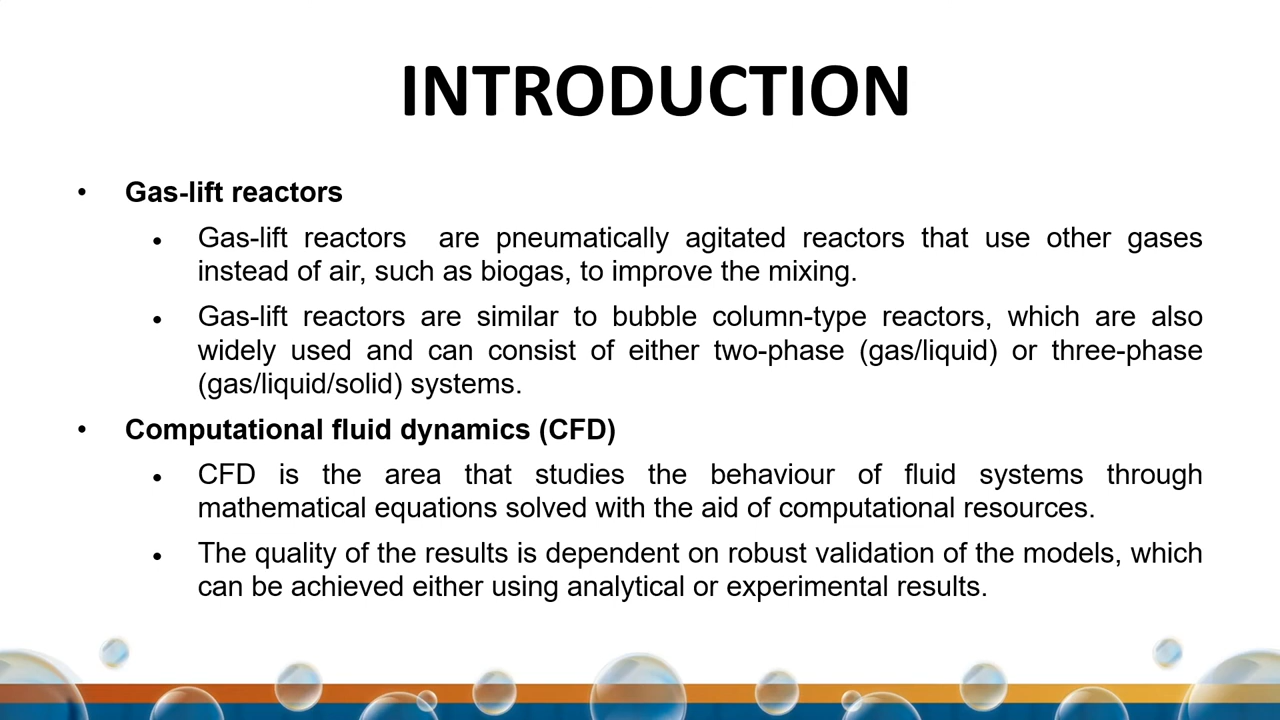 INTRODUCTION
• Gas-lift reactors
• Gas-lift reactors are pneumatically agitated reactors that use other gases
instead of air, such as biogas, to improve the mixing.
• Gas-lift reactors are similar to bubble column-type reactors, which are also
widely used and can consist of either two-phase (gas/liquid) or three-phase
(gas/liquid/solid) systems.
• Computational fluid dynamics (CFD)
• CFD is the area that studies the behaviour of fluid systems through
mathematical equations solved with the aid of computational resources.
• The quality of the results is dependent on robust validation of the models, which
can be achieved either using analytical or experimental results.